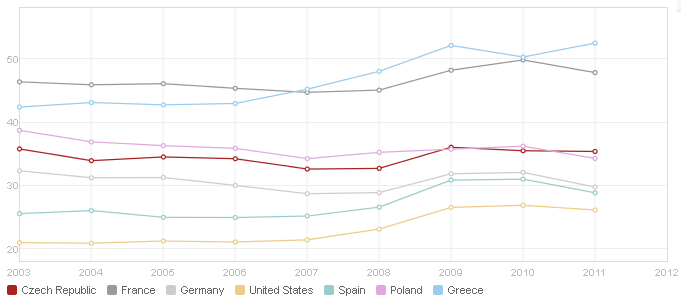 50
40
30
20
2003 2004 2005 2006 2007 2008 2009 2010 2011 2012
Czech Republic France Germany United States Spain Poland Greece